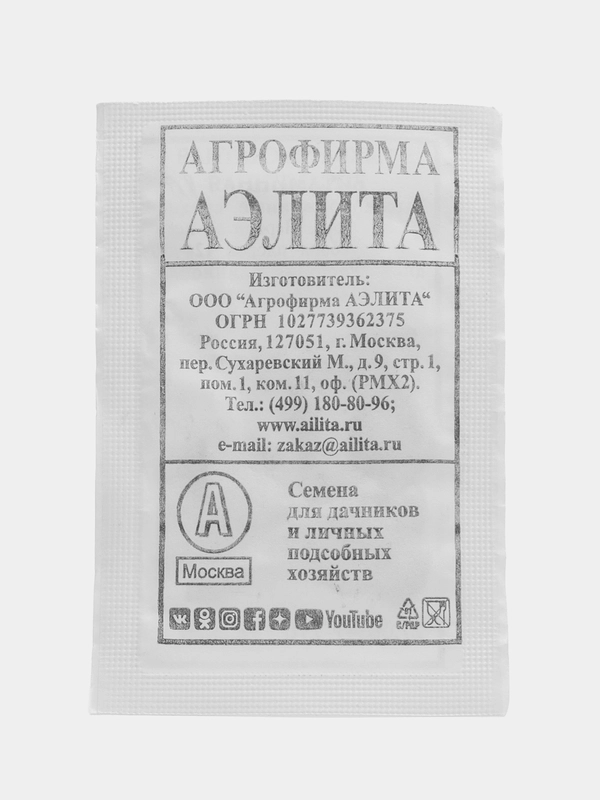 АГРОФИРМА
АЭЛИТА
Изготовитель:
ООО “Агрофирма АЭЛИТА“
ОГРН 1027739362375
Россия, 127051, г. Москва,
пер. Сухаревский М., д. 9, стр. 1,
пом. 1, ком. 11, оф. (РМХ2).
Тел.: (499) 180-80-96;
www.ailita.ru
e-mail: zakaz@ailita.ru
А
Москва
Семена
для дачников
и личных
подсобных
хозяйств
YouTube
C/PAP